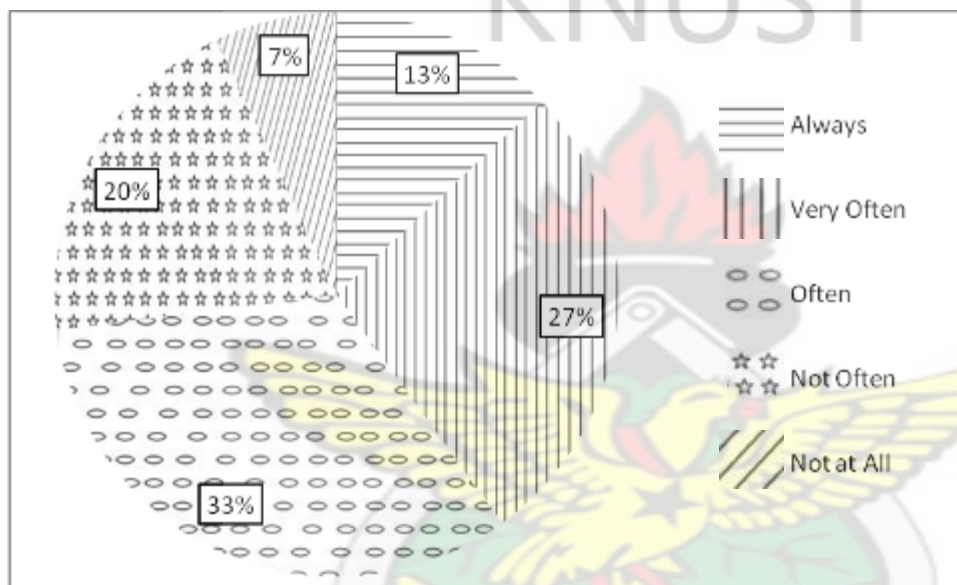 KNUST
7%
13%
Always
20%
Very Often
Often
27%
Not Often
Not at All
33%